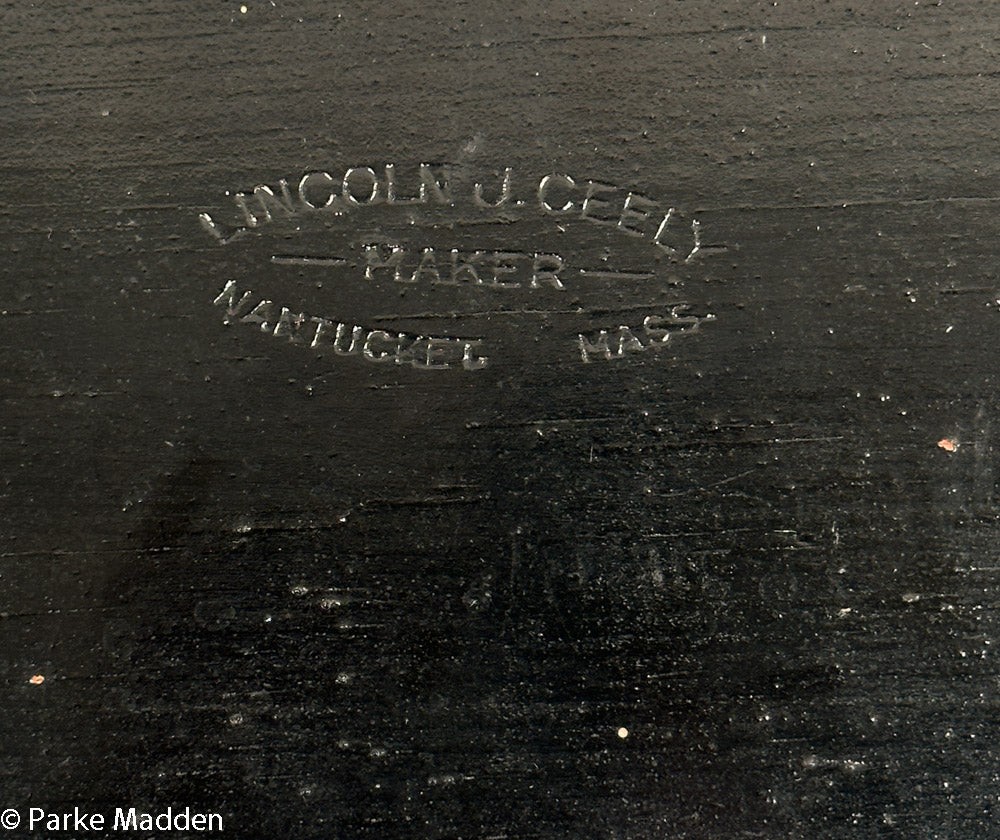 LINCOLN J. CEELY
— MAKER —
NANTUCKET MASS
© Parke Madden